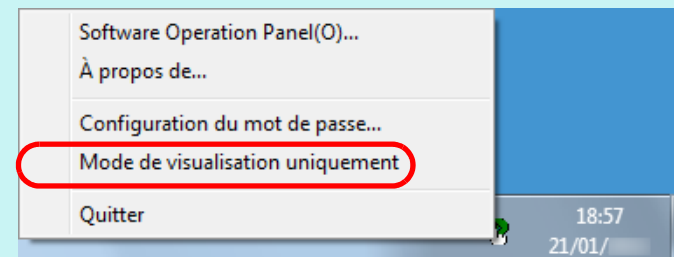 Software Operation Panel(O)...
À propos de...
Configuration du mot de passe...
Mode de visualisation uniquement
Quitter
18:57
21/01/